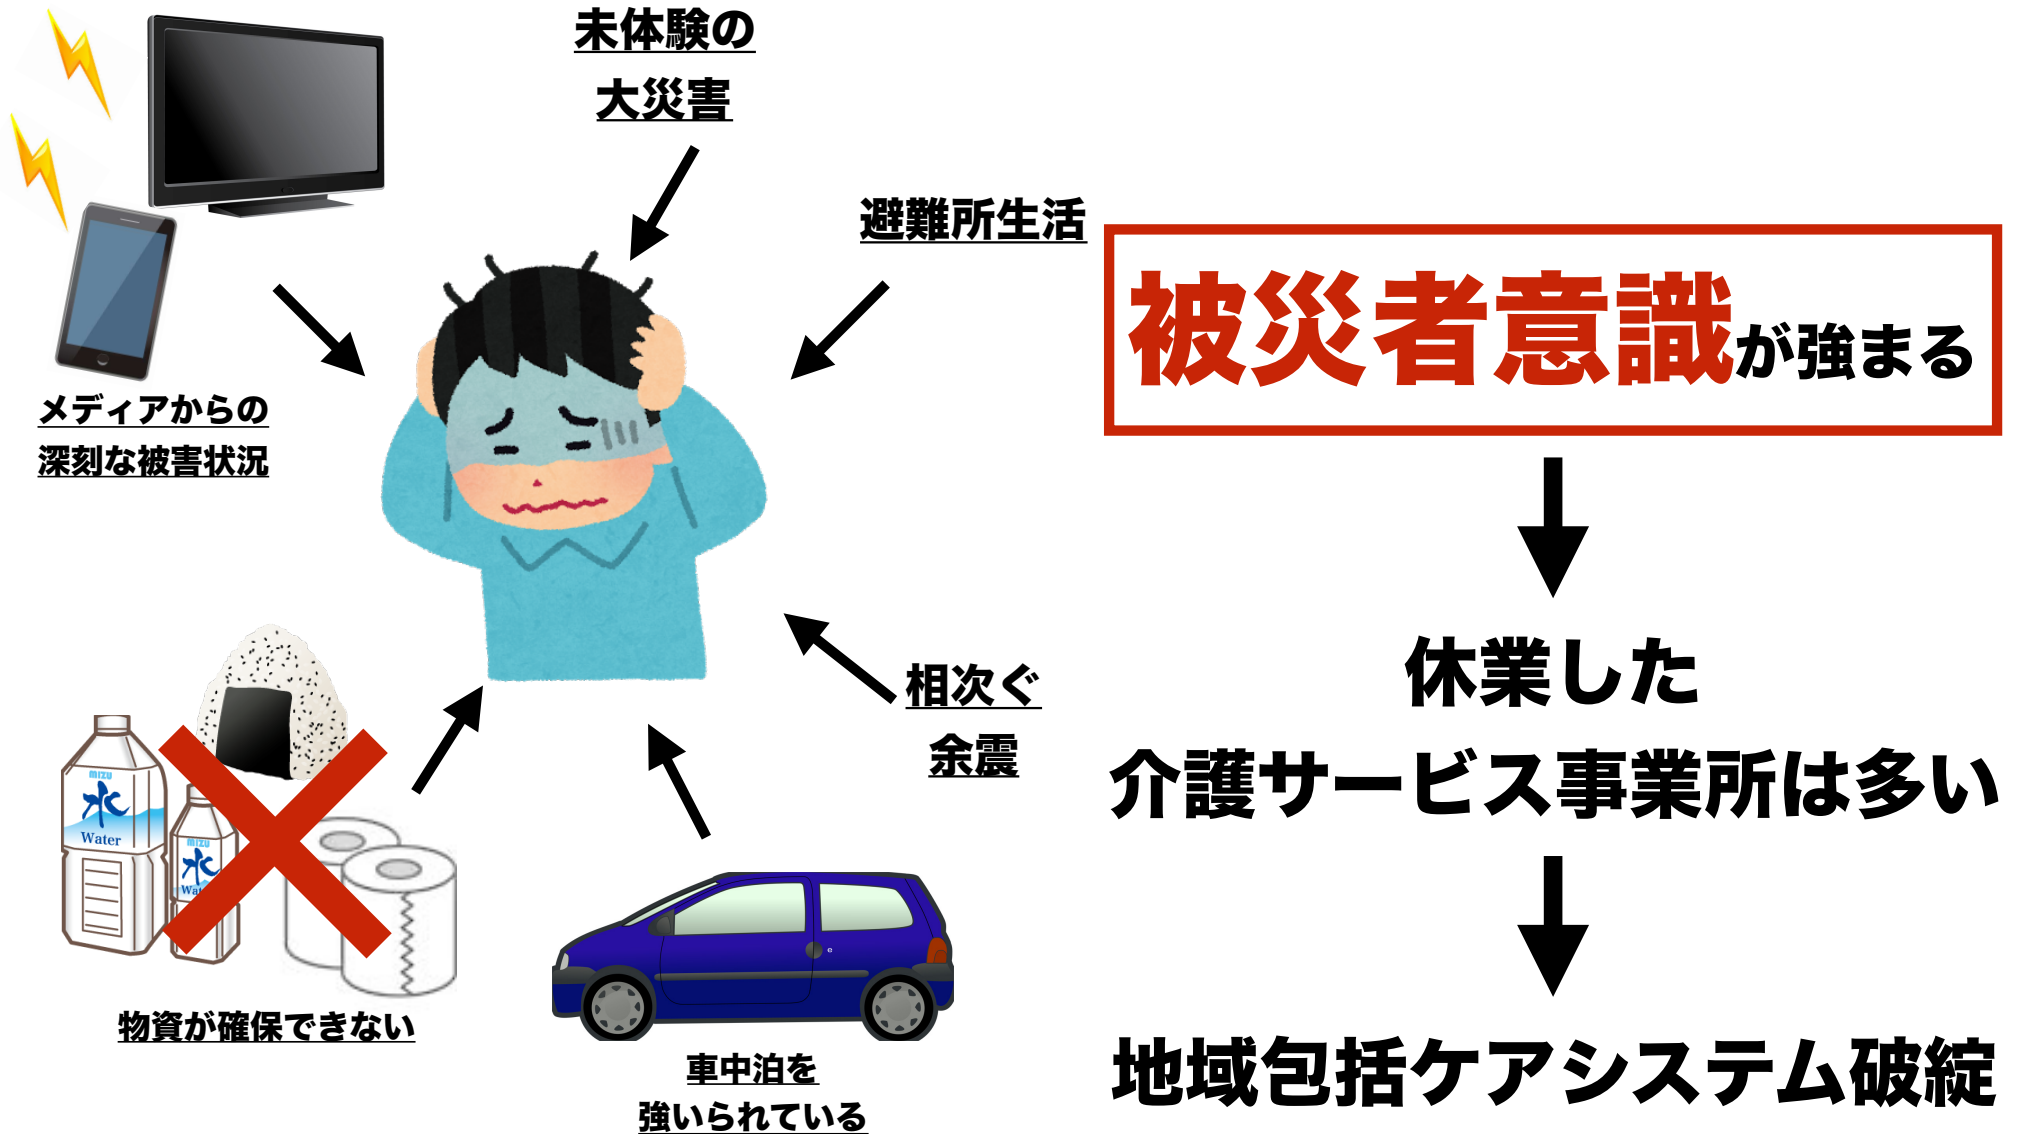 未体験の
大災害
避難所生活
メディアからの
深刻な被害状況
相次ぐ
余震
MIZU
水
Water
MIZU
水
物資が確保できない
車中泊を
強いられている
被災者意識が強まる
休業した
介護サービス事業所は多い
地域包括ケアシステム破綻